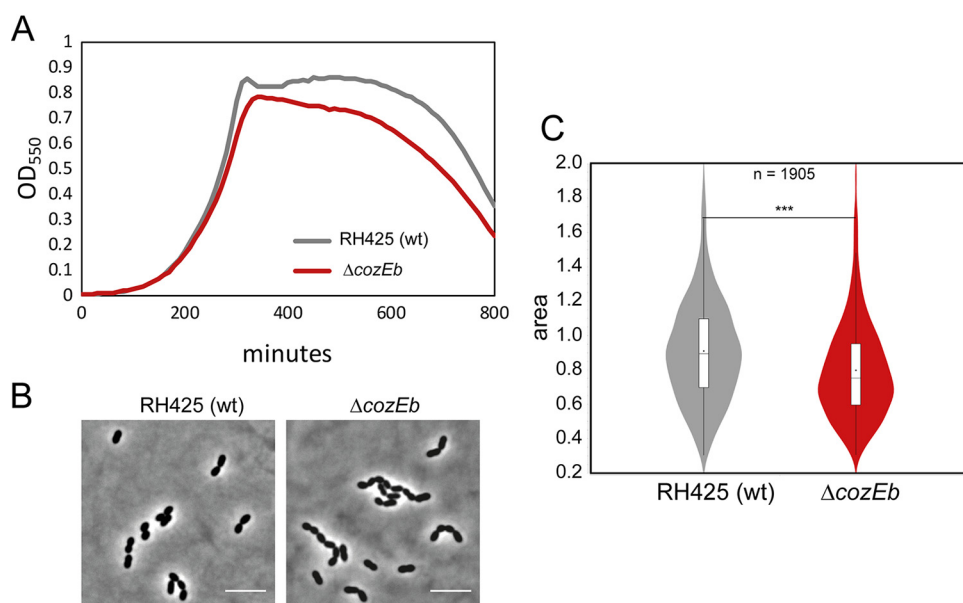 A
1
0.9
0.8
0.7
0.6
0.5
0.4
0.3
0.2
0.1
0
OD550
RH425 (wt)
ΔcozEb
0 200 400 600 800
minutes
B
RH425 (wt) ΔcozEb
C
2.0
1.8
1.6
1.4
1.2
1.0
0.8
0.6
0.4
0.2
area
n = 1905
***
RH425 (wt) ΔcozEb